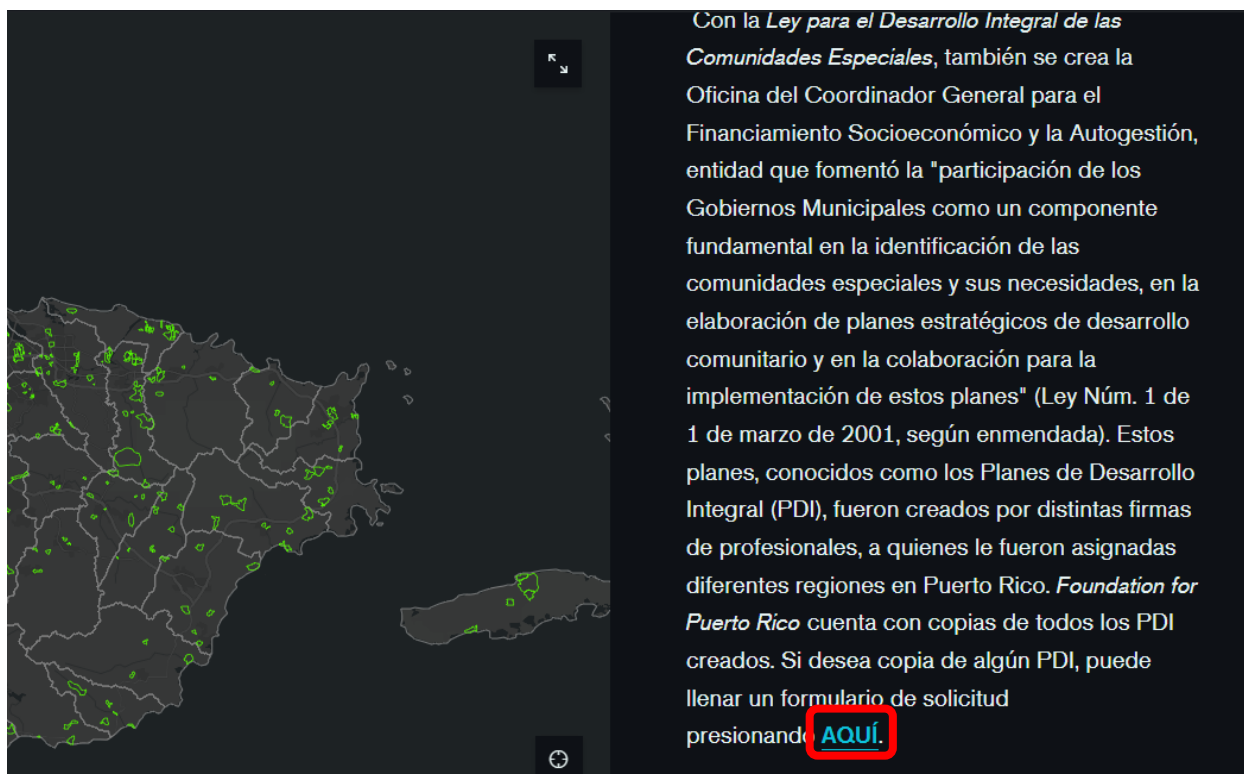 Con la Ley para el Desarrollo Integral de las
Comunidades Especiales, también se crea la
Oficina del Coordinador General para el
Financiamiento Socioeconómico y la Autogestión,
entidad que fomentó la "participación de los
Gobiernos Municipales como un componente
fundamental en la identificación de las
comunidades especiales y sus necesidades, en la
elaboración de planes estratégicos de desarrollo
comunitario y en la colaboración para la
implementación de estos planes" (Ley Núm. 1 de
1 de marzo de 2001, según enmendada). Estos
planes, conocidos como los Planes de Desarrollo
Integral (PDI), fueron creados por distintas firmas
de profesionales, a quienes le fueron asignadas
diferentes regiones en Puerto Rico. Foundation for
Puerto Rico cuenta con copias de todos los PDI
creados. Si desea copia de algún PDI, puede
llenar un formulario de solicitud
presionando AQUÍ.